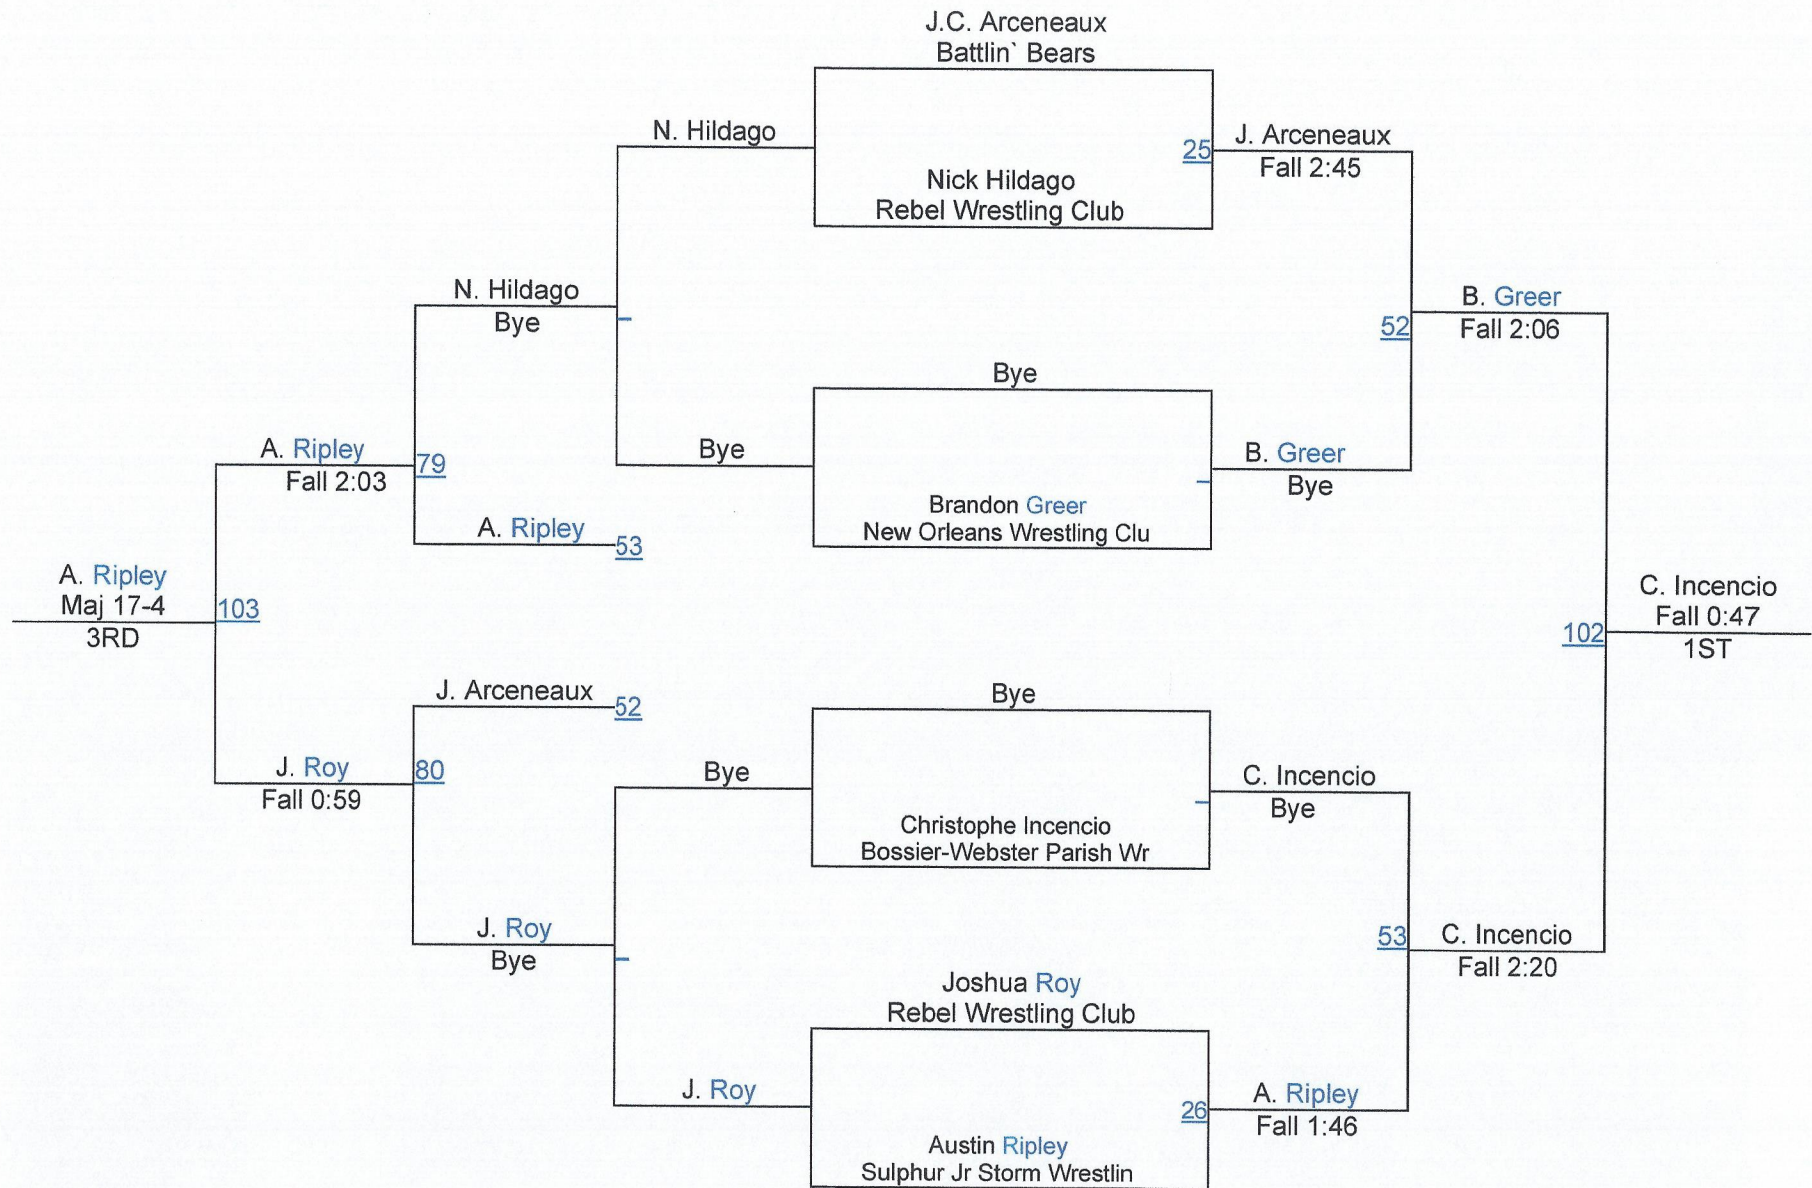 J.C. Arceneaux
Battlin` Bears
N. Hildago
25
J. Arceneaux
Fall 2:45
Nick Hildago
Rebel Wrestling Club
N. Hildago
Bye
B. Greer
Fall 2:06
52
Bye
Bye
A. Ripley
Fall 2:03
79
B. Greer
Bye
Brandon Greer
New Orleans Wrestling Clu
A. Ripley
53
A. Ripley
Maj 17-4
3RD
103
C. Incencio
Fall 0:47
1ST
102
J. Arceneaux
52
Bye
J. Roy
Fall 0:59
80
Bye
C. Incencio
Bye
Christophe Incencio
Bossier-Webster Parish Wr
J. Roy
Bye
53
C. Incencio
Fall 2:20
Joshua Roy
Rebel Wrestling Club
J. Roy
26
A. Ripley
Fall 1:46
Austin Ripley
Sulphur Jr Storm Wrestlin